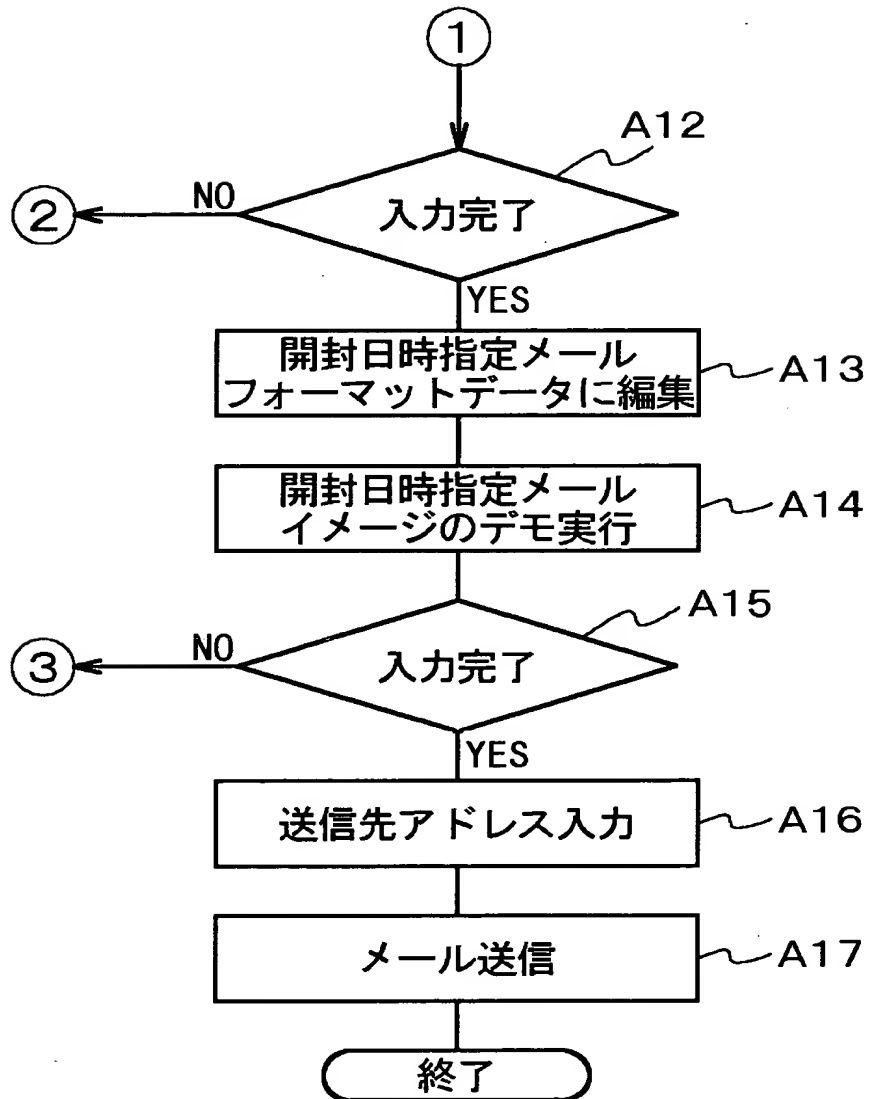 1
A12
NO
2
入力完了
YES
開封日時指定メール
フォーマットデータに編集
A13
開封日時指定メール
イメージのデモ実行
A14
A15
NO
3
入力完了
YES
送信先アドレス入力
A16
メール送信
A17
終了